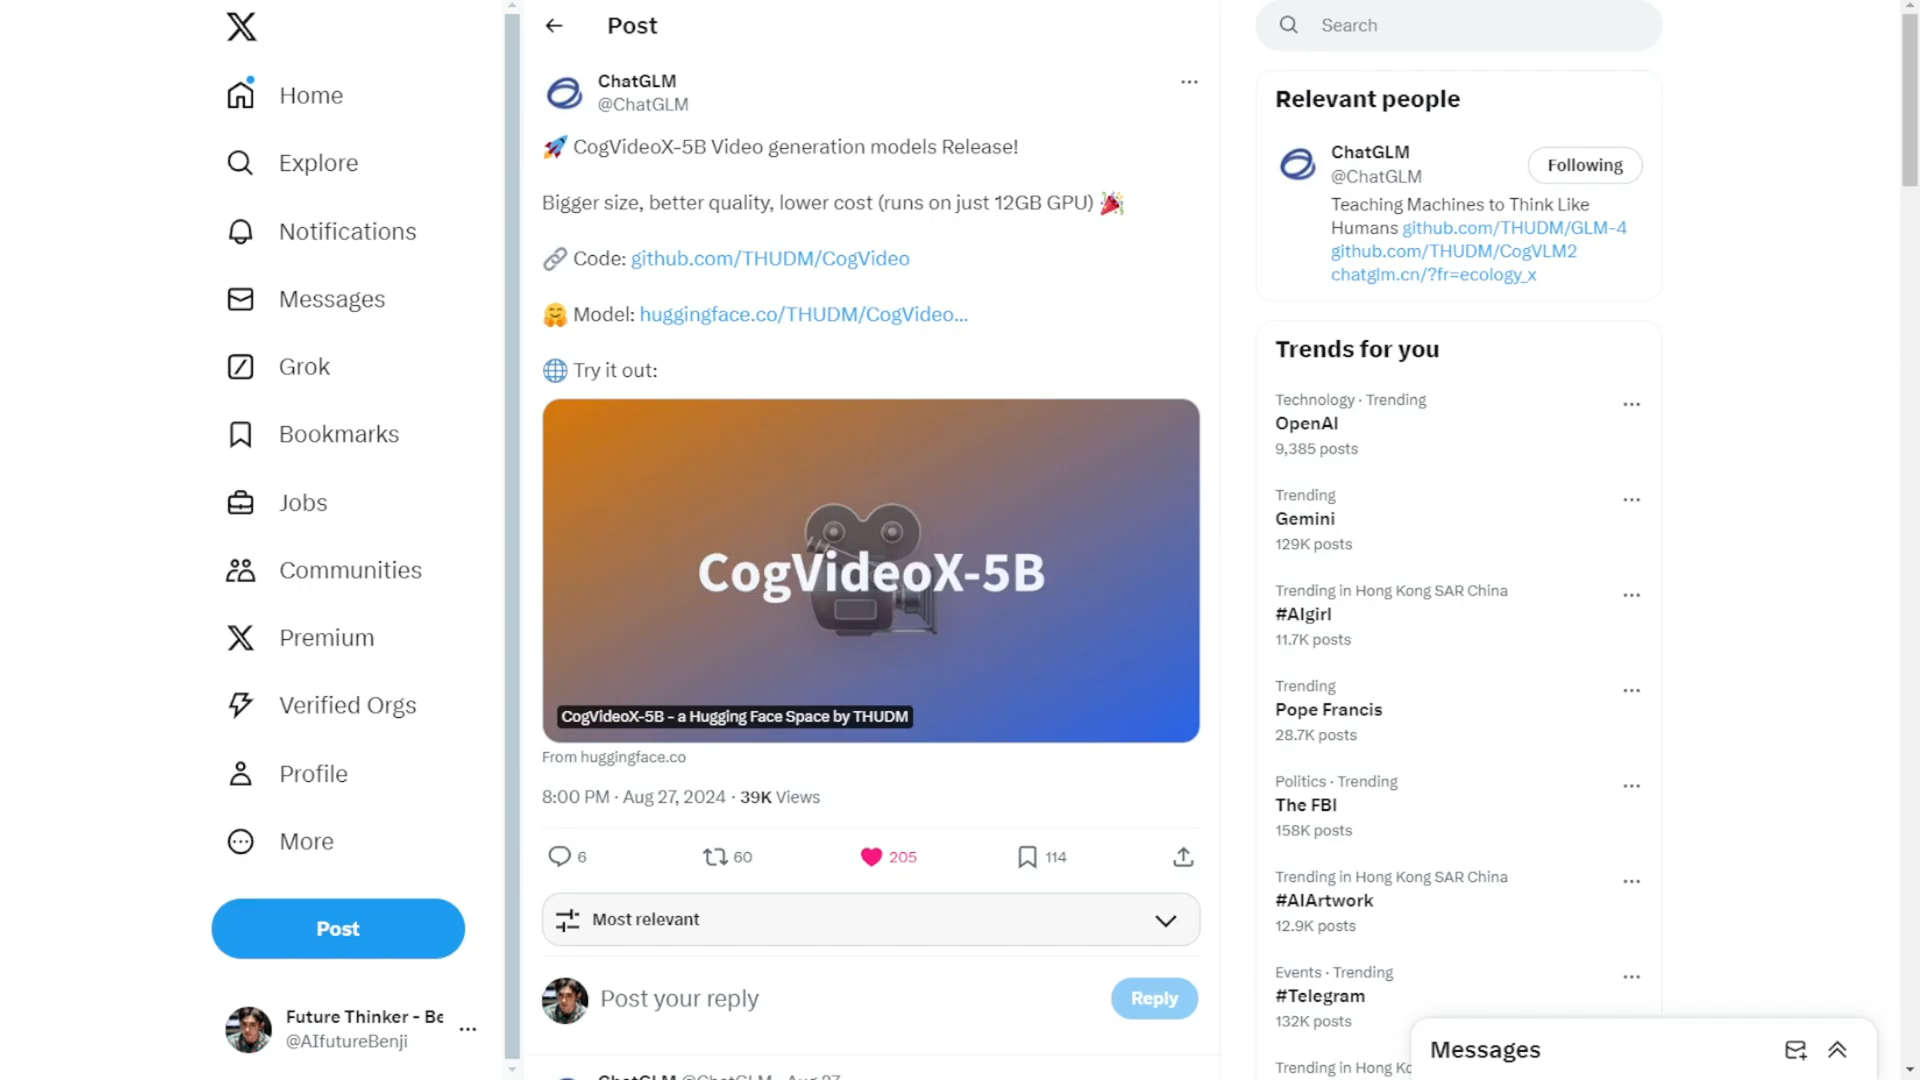 Home
Explore
Notifications
Messages
Grok
Bookmarks
Jobs
Communities
Premium
Verified Orgs
Profile
More
Post
Future Thinker - Be
@AIfutureBenji
Post
ChatGLM
@ChatGLM
🚀 CogVideoX-5B Video generation models Release!
Bigger size, better quality, lower cost (runs on just 12GB GPU) 🎉
🔗 Code: github.com/THUDM/CogVideo
🤗 Model: huggingface.co/THUDM/CogVideo...
🌐 Try it out:
CogVideoX-5B
CogVideoX-5B - a Hugging Face Space by THUDM
From huggingface.co
8:00 PM · Aug 27, 2024 · 39K Views
6 60 205 114
Most relevant
Post your reply
Reply
ChatGLM @ChatGLM · Aug 27
Search
Relevant people
ChatGLM
@ChatGLM
Following
Teaching Machines to Think Like
Humans github.com/THUDM/GLM-4
github.com/THUDM/CogVLM2
chatglm.cn/?fr=ecology_x
Trends for you
Technology · Trending
OpenAI
9,385 posts
Trending
Gemini
129K posts
Trending in Hong Kong SAR China
#AIgirl
11.7K posts
Trending
Pope Francis
28.7K posts
Politics · Trending
The FBI
158K posts
Trending in Hong Kong SAR China
#AIArtwork
12.9K posts
Events · Trending
#Telegram
132K posts
Trending in Hong Kc
Messages